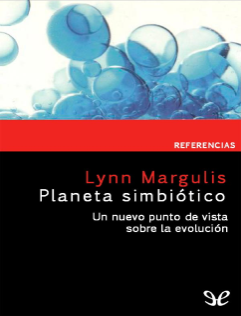 REFERENCIAS
Lynn Margulis
Planeta simbiótico
Un nuevo punto de vista
sobre la evolución